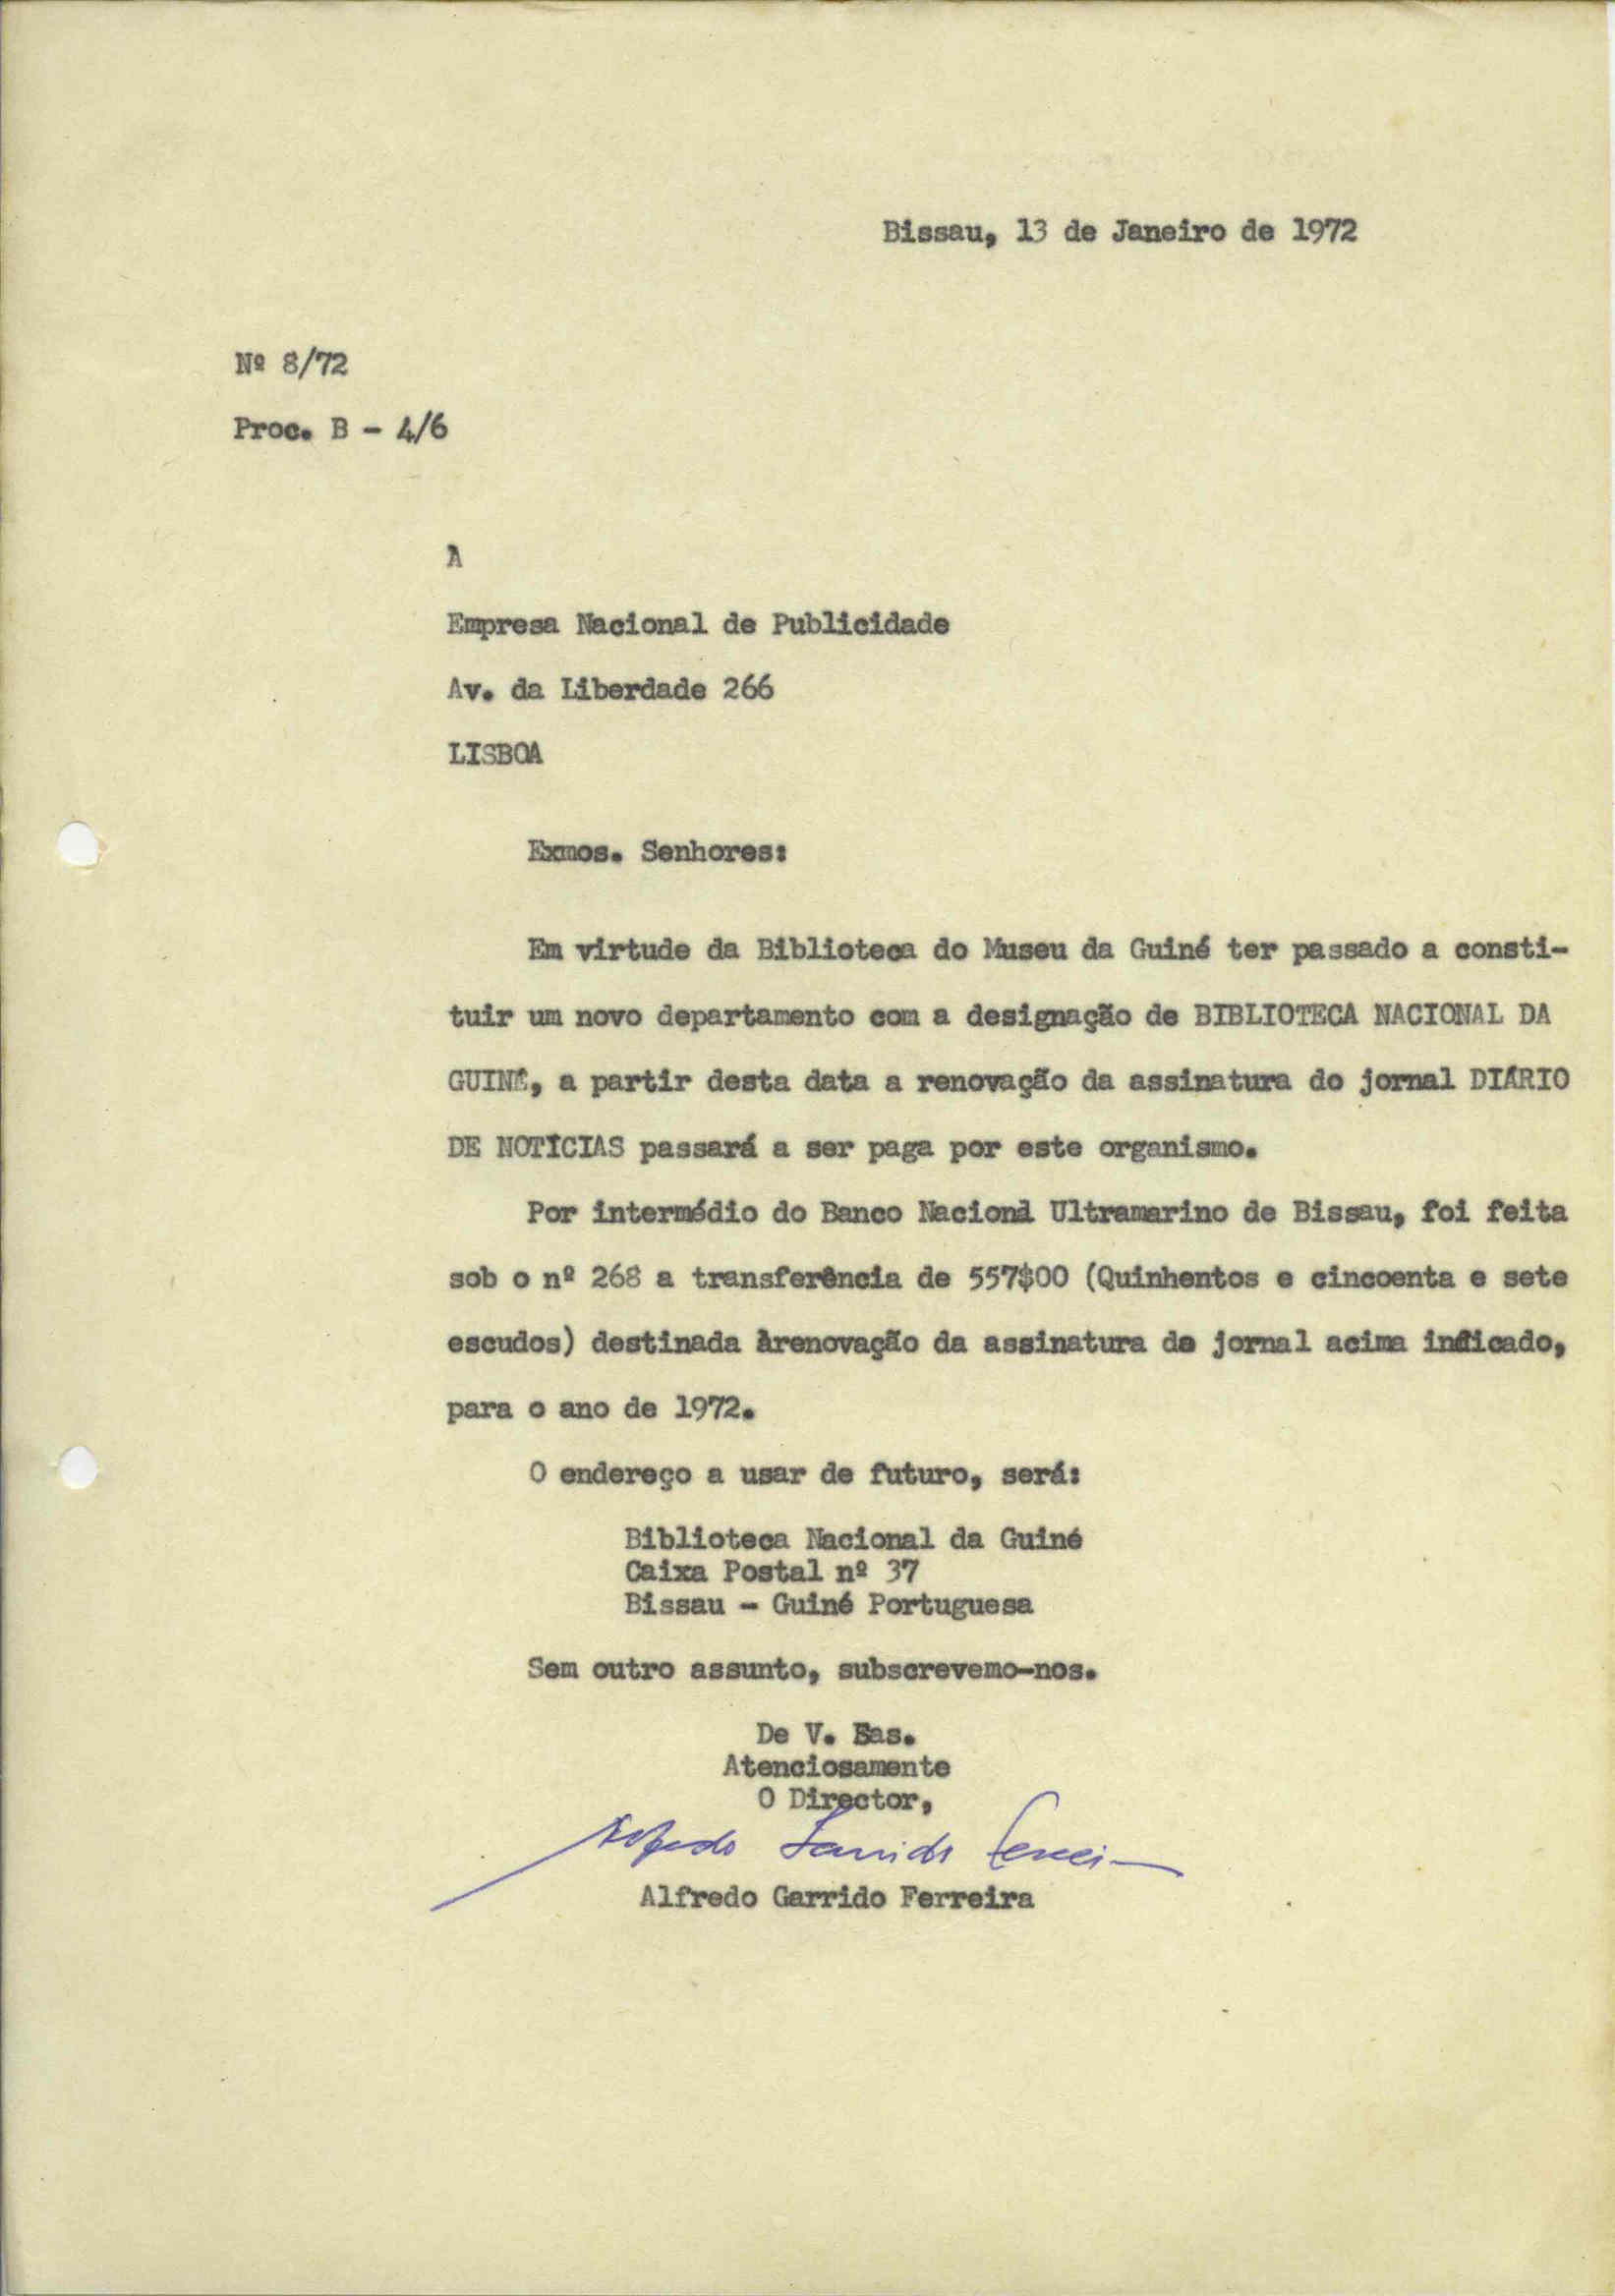 Bissau, 13 de Janeiro de 1972
Nº 8/72
Proc. B - 4/6
A
Empresa Nacional de Publicidade
Av. da Liberdade 266
LISBOA
Exmos. Senhores:
Em virtude da Biblioteca do Museu da Guiné ter passado a consti-
tuir um novo departamento com a designação de BIBLIOTECA NACIONAL DA
GUINÉ, a partir desta data a renovação da assinatura do jornal DIÁRIO
DE NOTÍCIAS passará a ser paga por este organismo.
Por intermédio do Banco Nacional Ultramarino de Bissau, foi feita
sob o nº 268 a transferência de 557$00 (Quinhentos e cincoenta e sete
escudos) destinada àrenovação da assinatura do jornal acima indicado,
para o ano de 1972.
O endereço a usar de futuro, será:
Biblioteca Nacional da Guiné
Caixa Postal nº 37
Bissau - Guiné Portuguesa
Sem outro assunto, subscrevemo-nos.
De V. Sas.
Atenciosamente
O Director,
Alfredo Garrido Ferreira
Alfredo Garrido Ferreira